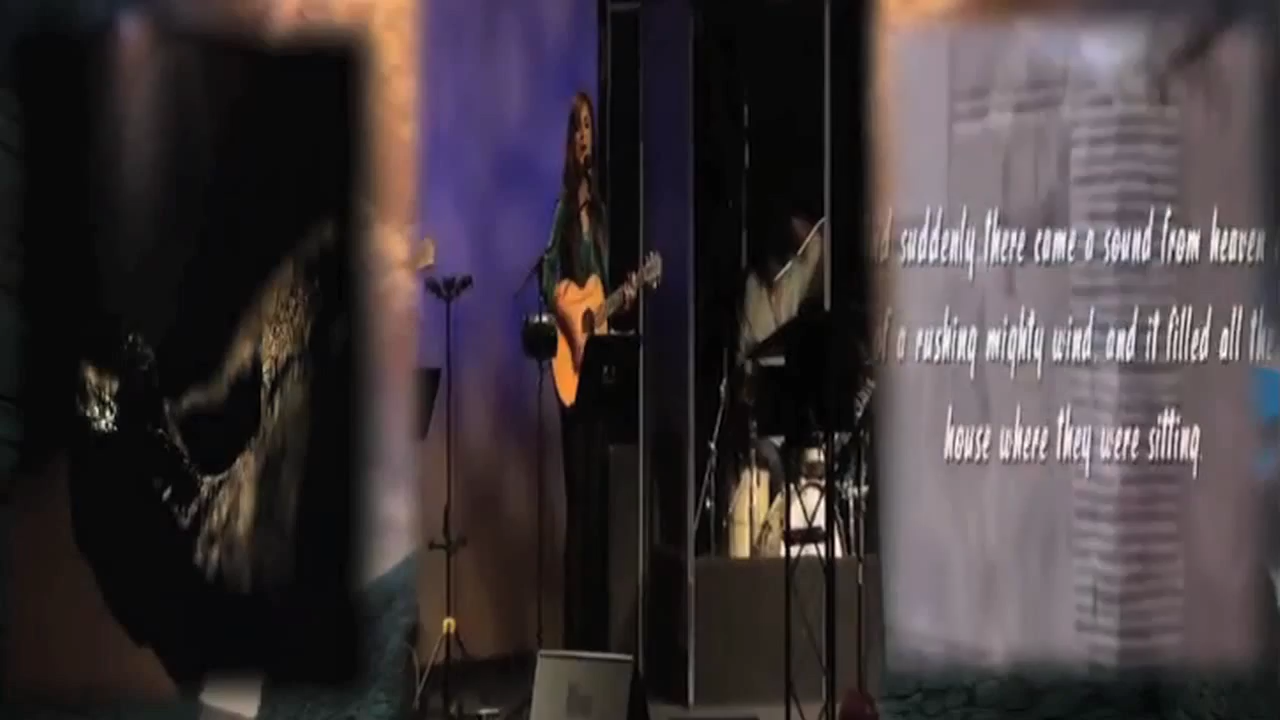 suddenly there came a sound from heaven
a rushing mighty wind, and it filled all the
house where they were sitting.